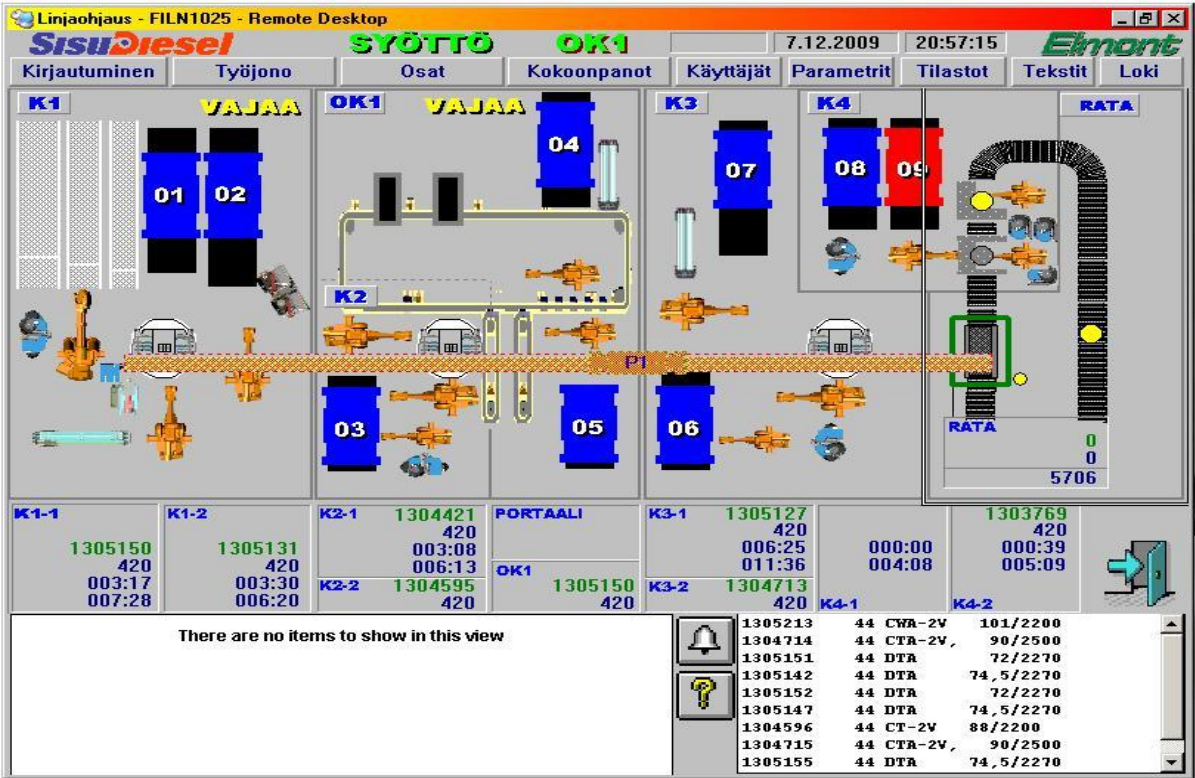 Linjaohjaus - FILN1025 - Remote Desktop
SisuDiesel SYÖTTÖ OK1 7.12.2009 20:57:15 Elmont
Kirjautuminen Työjono Osat Kokoonpanot Käyttäjät Parametrit Tilastot Tekstit Loki
K1 VAJAA OK1 VAJAA K3 K4 RATA
01 02 04 07 08 09
K2
P1
03 05 06
RATA
0
0
5706
K1-1
1305150
420
003:17
007:28
K1-2
1305131
420
003:30
006:20
K2-1 1304421
420
003:08
006:13
K2-2 1304595
420
PORTAALI
OK1
1305150
420
K3-1 1305127
420
006:25
011:36
K3-2 1304713
420
000:00
004:08
K4-1
1303769
420
000:39
005:09
K4-2
There are no items to show in this view
1305213 44 CWA-2V 101/2200
1304714 44 CTA-2V, 90/2500
1305151 44 DTA 72/2270
1305142 44 DTA 74,5/2270
1305152 44 DTA 72/2270
1305147 44 DTA 74,5/2270
1304596 44 CT-2V 88/2200
1304715 44 CTA-2V, 90/2500
1305155 44 DTA 74,5/2270